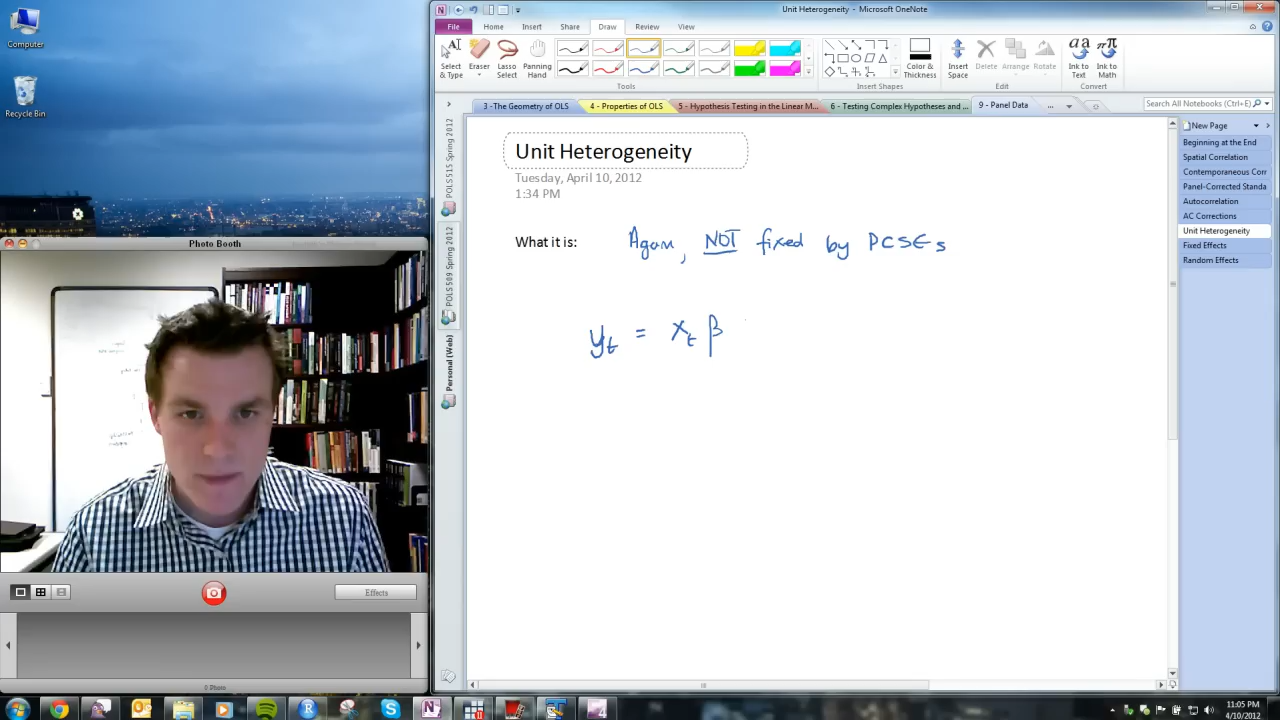 Unit Heterogeneity - Microsoft OneNote
Computer
Recycle Bin
File Home Insert Share Draw Review View
Select & Type
Eraser
Lasso Select
Panning Hand
Color & Thickness
Insert Space
Delete
Arrange
Rotate
Ink to Text
Ink to Math
Tools
Insert Shapes
Edit
Convert
3 - The Geometry of OLS
4 - Properties of OLS
5 - Hypothesis Testing in the Linear M...
6 - Testing Complex Hypotheses and ...
9 - Panel Data
...
Search All Notebooks (Ctrl+E)
POLS 515 Spring 2012
POLS 509 Spring 2012
Personal (Web)
Unit Heterogeneity
Tuesday, April 10, 2012
1:34 PM
What it is: Again, NOT fixed by PCSEs
yt = xt β
New Page
Beginning at the End
Spatial Correlation
Contemporaneous Corr
Panel-Corrected Standa
Autocorrelation
AC Corrections
Unit Heterogeneity
Fixed Effects
Random Effects
Photo Booth
Effects
0 Photo
11:05 PM
4/10/2012